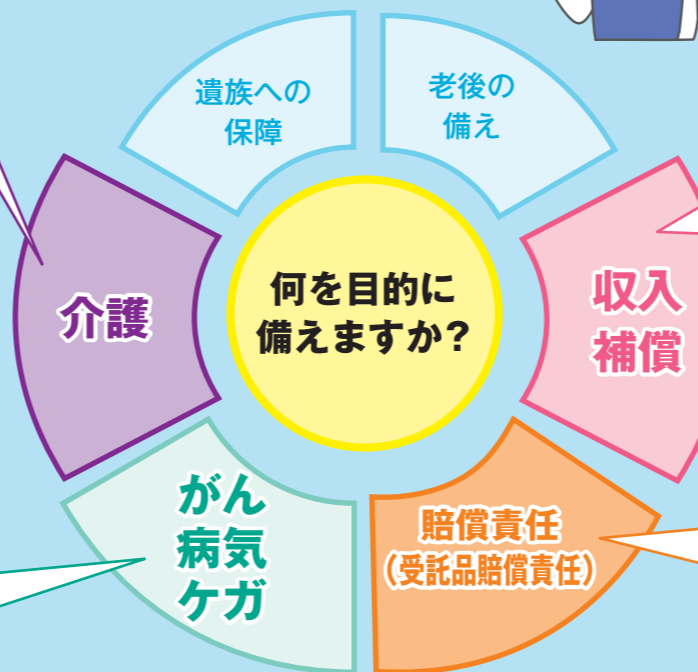 遺族への
保障
老後の
備え
何を目的に
備えますか？
介護
収入
補償
がん
病気
ケガ
賠償責任
（受託品賠償責任）